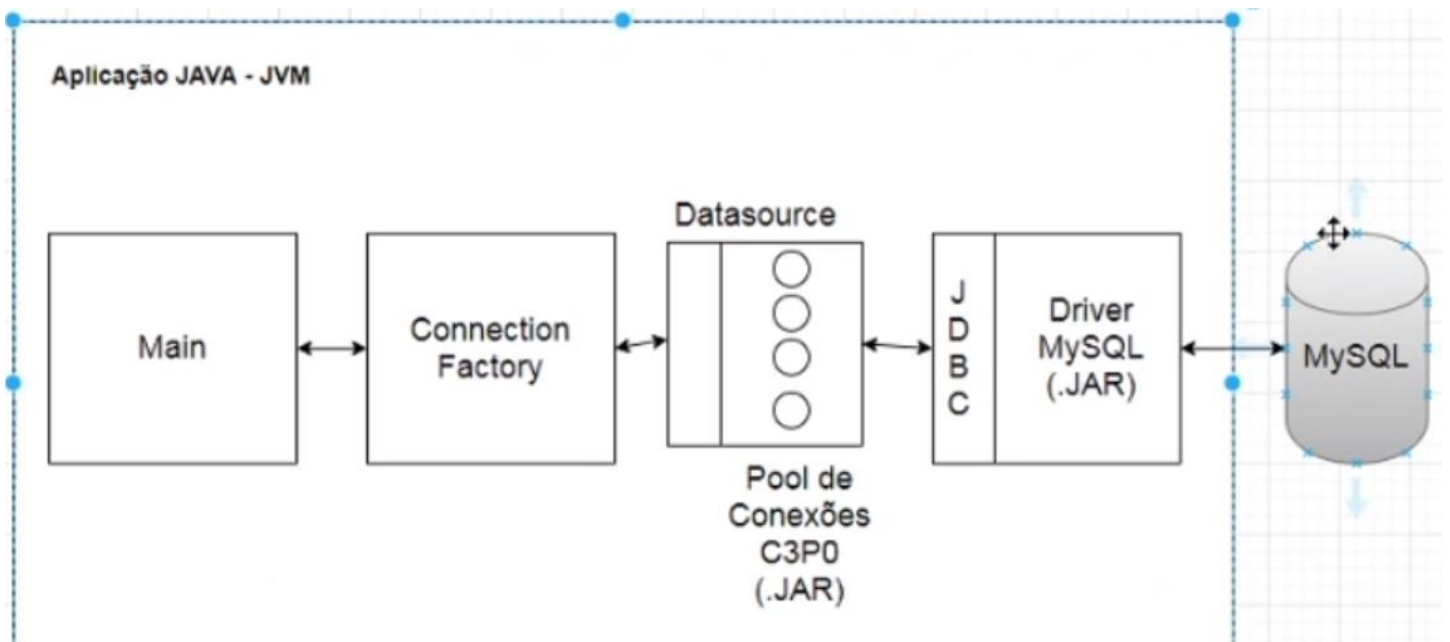 Aplicação JAVA - JVM
Main
Connection
Factory
Datasource
Pool de
Conexões
C3P0
(.JAR)
J
D
B
C
Driver
MySQL
(.JAR)
MySQL